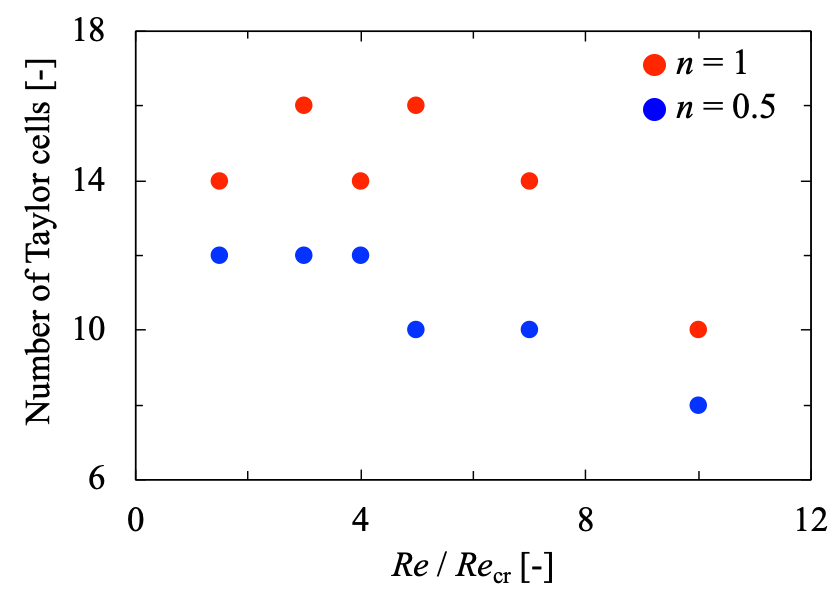 18
n = 1
n = 0.5
14
Number of Taylor cells [-]
10
6
0 4 8 12
Re / Recr [-]